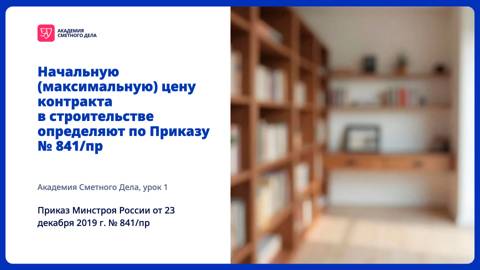 АКАДЕМИЯ
СМЕТНОГО ДЕЛА
Начальную
(максимальную) цену
контракта
в строительстве
определяют по Приказу
№ 841/пр
Академия Сметного Дела, урок 1
Приказ Минстроя России от 23
декабря 2019 г. № 841/пр